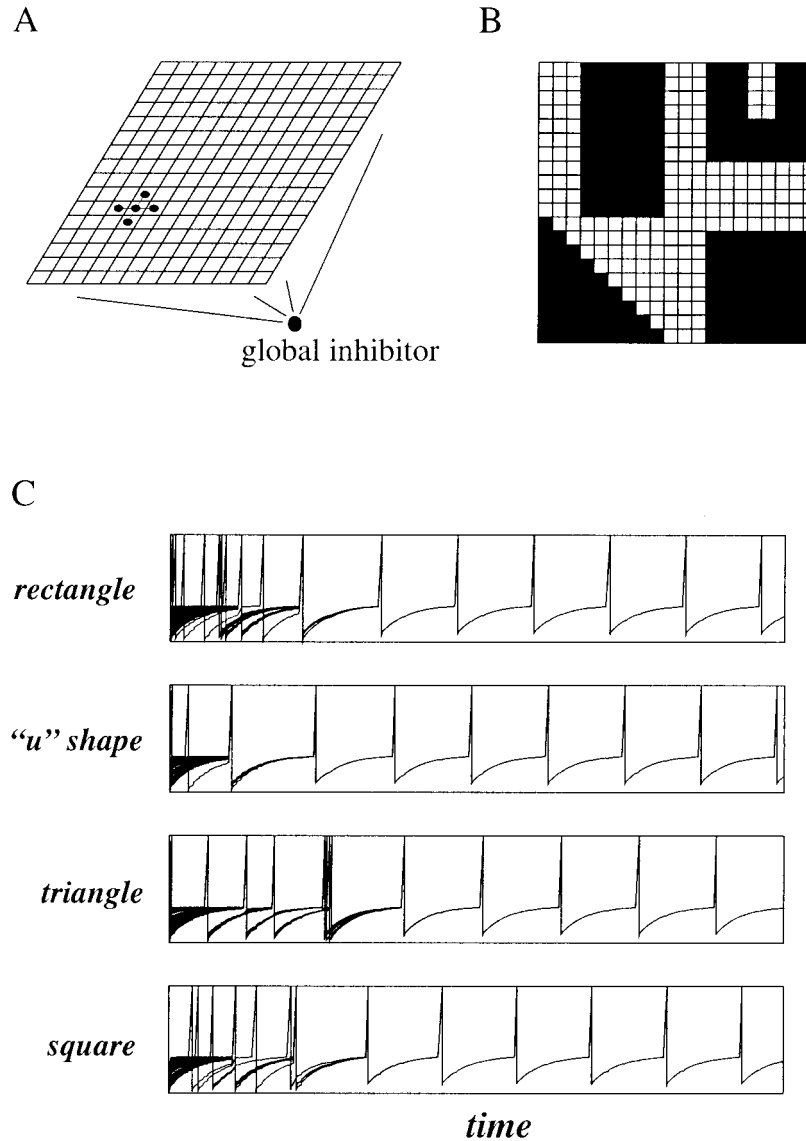 A
B
global inhibitor
C
rectangle
“u” shape
triangle
square
time